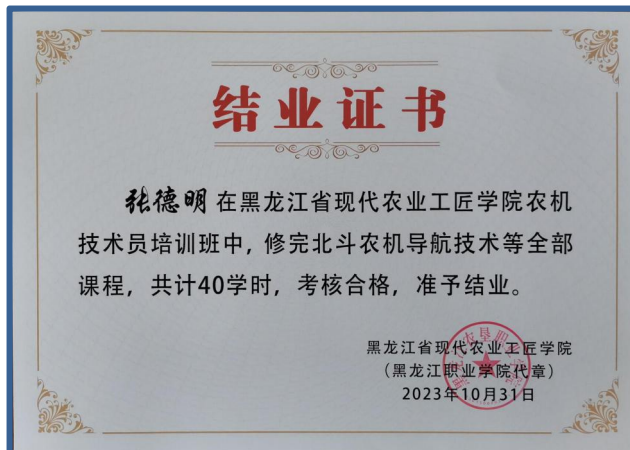 结业证书
张德明在黑龙江省现代农业工匠学院农机
技术员培训班中，修完北斗农机导航技术等全部
课程，共计40学时，考核合格，准予结业。
黑龙江省现代农业工匠学院
（黑龙江职业学院代章）
2023年10月31日